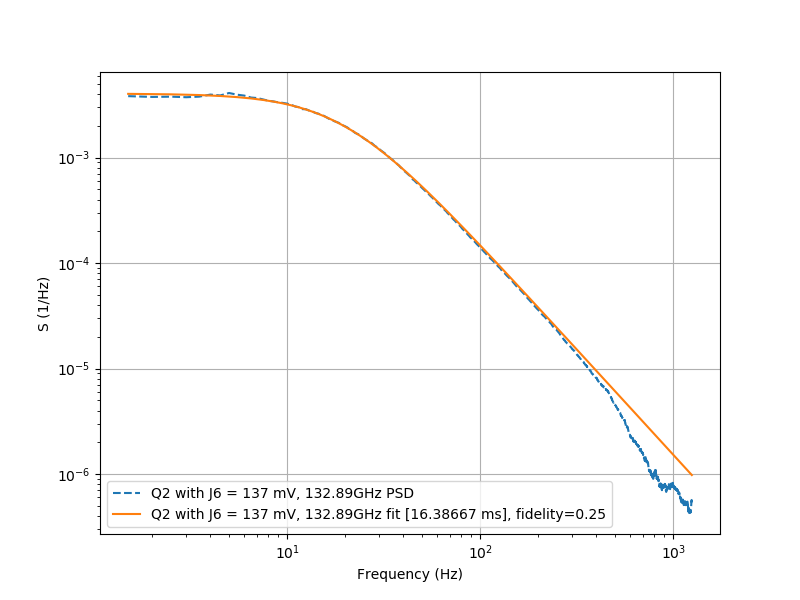 10⁻³
10⁻⁴
10⁻⁵
10⁻⁶
S (1/Hz)
Q2 with J6 = 137 mV, 132.89GHz PSD
Q2 with J6 = 137 mV, 132.89GHz fit [16.38667 ms], fidelity=0.25
10¹ 10² 10³
Frequency (Hz)